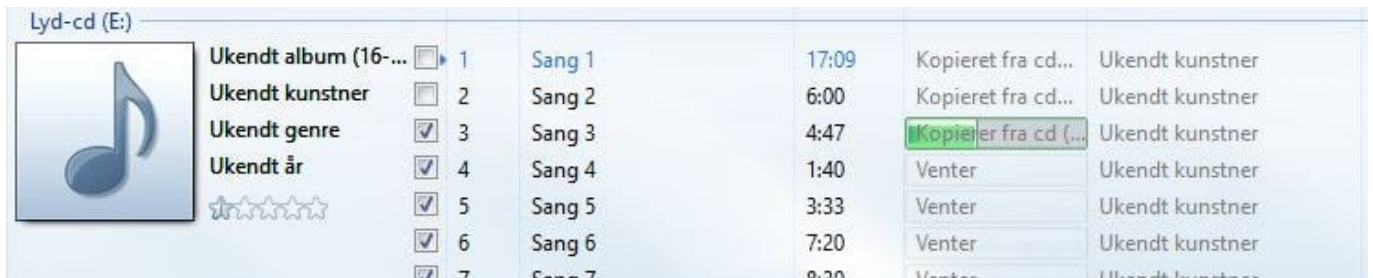 Lyd-cd (E:)
Ukendt album (16-... 1 Sang 1 17:09 Kopieret fra cd... Ukendt kunstner
Ukendt kunstner 2 Sang 2 6:00 Kopieret fra cd... Ukendt kunstner
Ukendt genre 3 Sang 3 4:47 Kopierer fra cd (... Ukendt kunstner
Ukendt år 4 Sang 4 1:40 Venter Ukendt kunstner
5 Sang 5 3:33 Venter Ukendt kunstner
6 Sang 6 7:20 Venter Ukendt kunstner
7 Sang 7